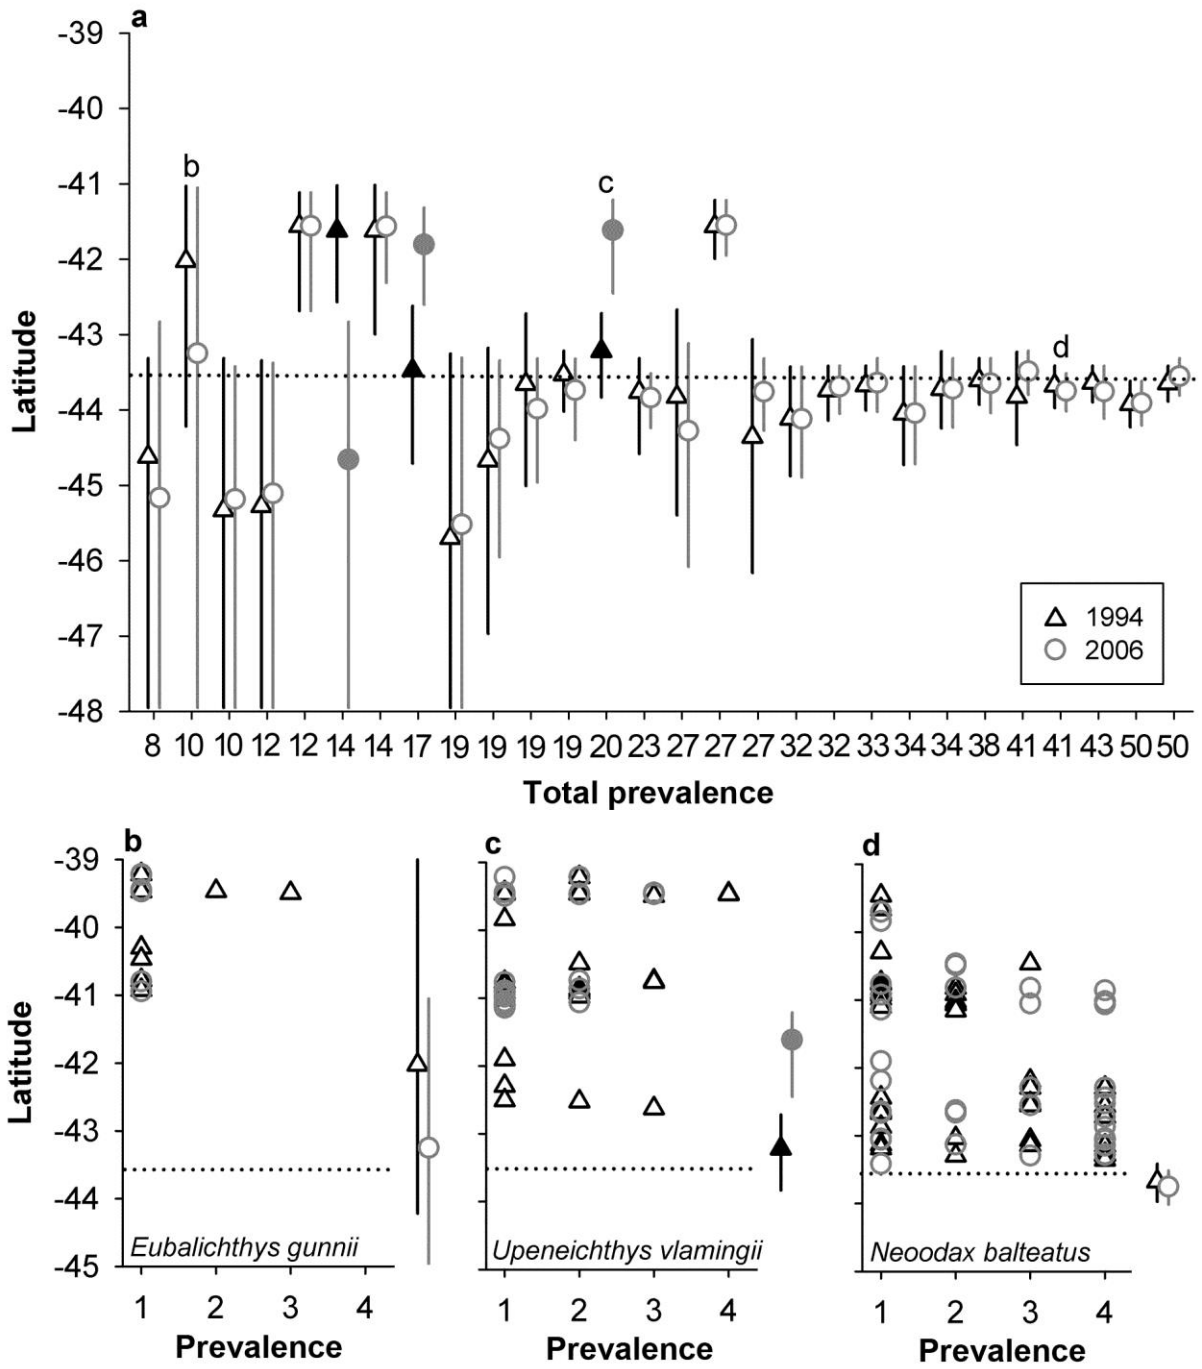 a
-39
-40
-41
-42
-43
-44
-45
-46
-47
-48
Latitude
b
c
d
1994
2006
8 10 10 12 12 14 14 17 19 19 19 19 20 23 27 27 27 32 32 33 34 34 38 41 41 43 50 50
Total prevalence
b
-39
-40
-41
-42
-43
-44
-45
Latitude
Eubalichthys gunnii
1 2 3 4
Prevalence
c
Upeneichthys vlamingii
1 2 3 4
Prevalence
d
Neoodax balteatus
1 2 3 4
Prevalence